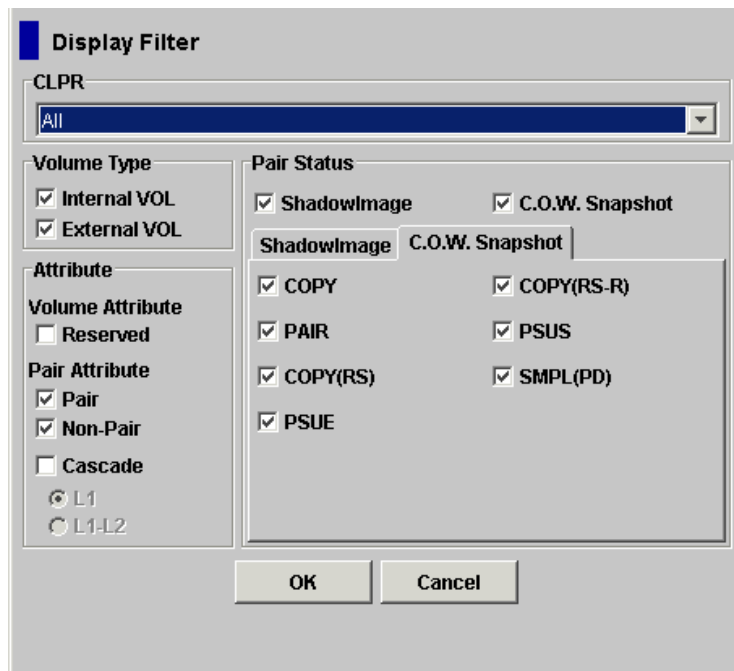 Display Filter
CLPR
All
Volume Type
Internal VOL
External VOL
Attribute
Volume Attribute
Reserved
Pair Attribute
Pair
Non-Pair
Cascade
L1
L1-L2
Pair Status
ShadowImage C.O.W. Snapshot
ShadowImage C.O.W. Snapshot
COPY COPY(RS-R)
PAIR PSUS
COPY(RS) SMPL(PD)
PSUE
OK Cancel